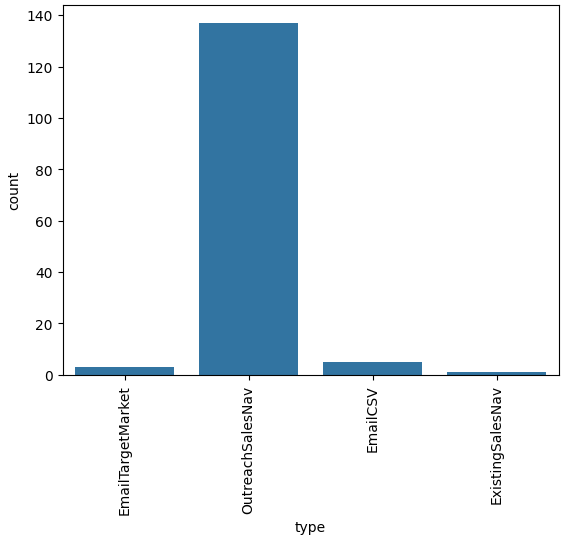 count
140
120
100
80
60
40
20
0
EmailTargetMarket
OutreachSalesNav
EmailCSV
ExistingSalesNav
type